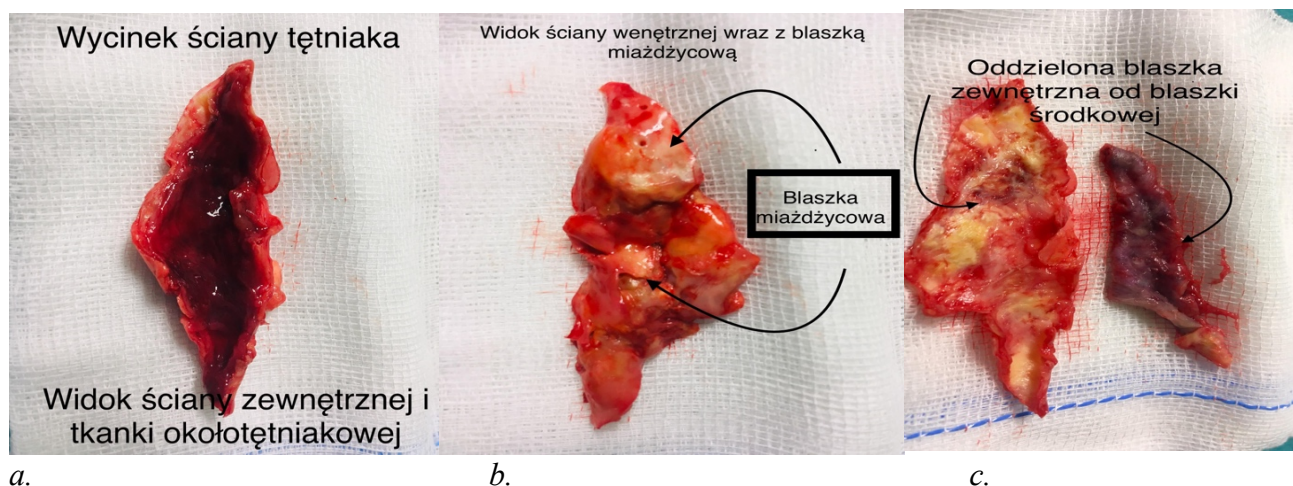 Wycinek ściany tętniaka
Widok ściany zewnętrznej i
tkanki okołotętniakowej
Widok ściany wenętrznej wraz z blaszką
miażdżycową
Blaszka
miażdżycowa
Oddzielona blaszka
zewnętrzna od blaszki
środkowej
a.
b.
c.